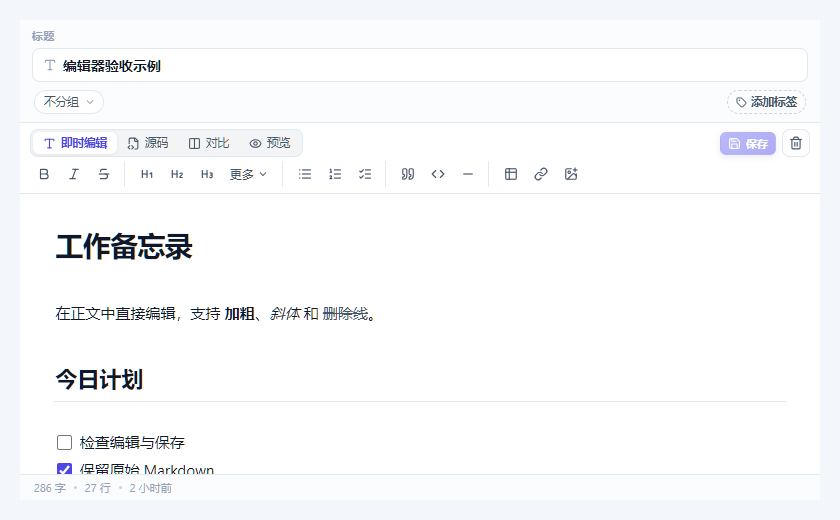 标题
编辑器验收示例
不分组
添加标签
即时编辑 源码 对比 预览 保存
B I S H1 H2 H3 更多
工作备忘录
在正文中直接编辑，支持 加粗、斜体 和 删除线。
今日计划
检查编辑与保存
保留原始 Markdown
286 字 • 27 行 • 2 小时前